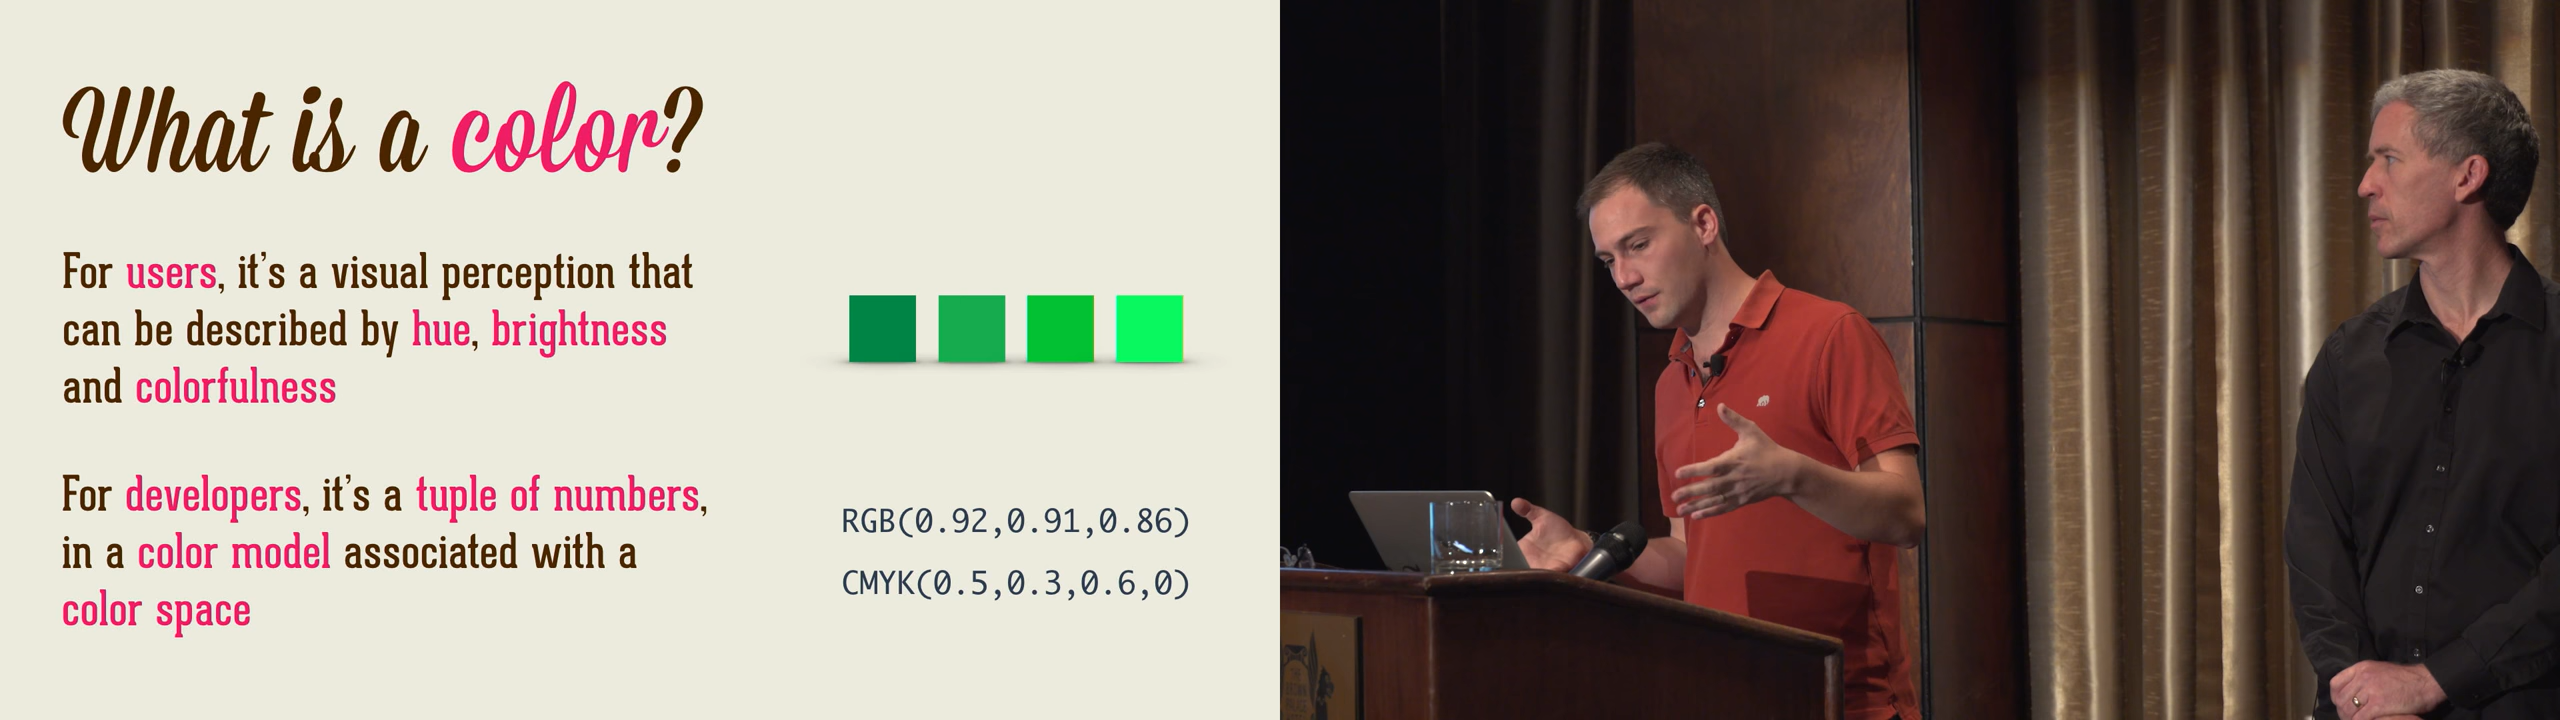 What is a color?
For users, it's a visual perception that
can be described by hue, brightness
and colorfulness
For developers, it's a tuple of numbers,
in a color model associated with a
color space
RGB(0.92,0.91,0.86)
CMYK(0.5,0.3,0.6,0)